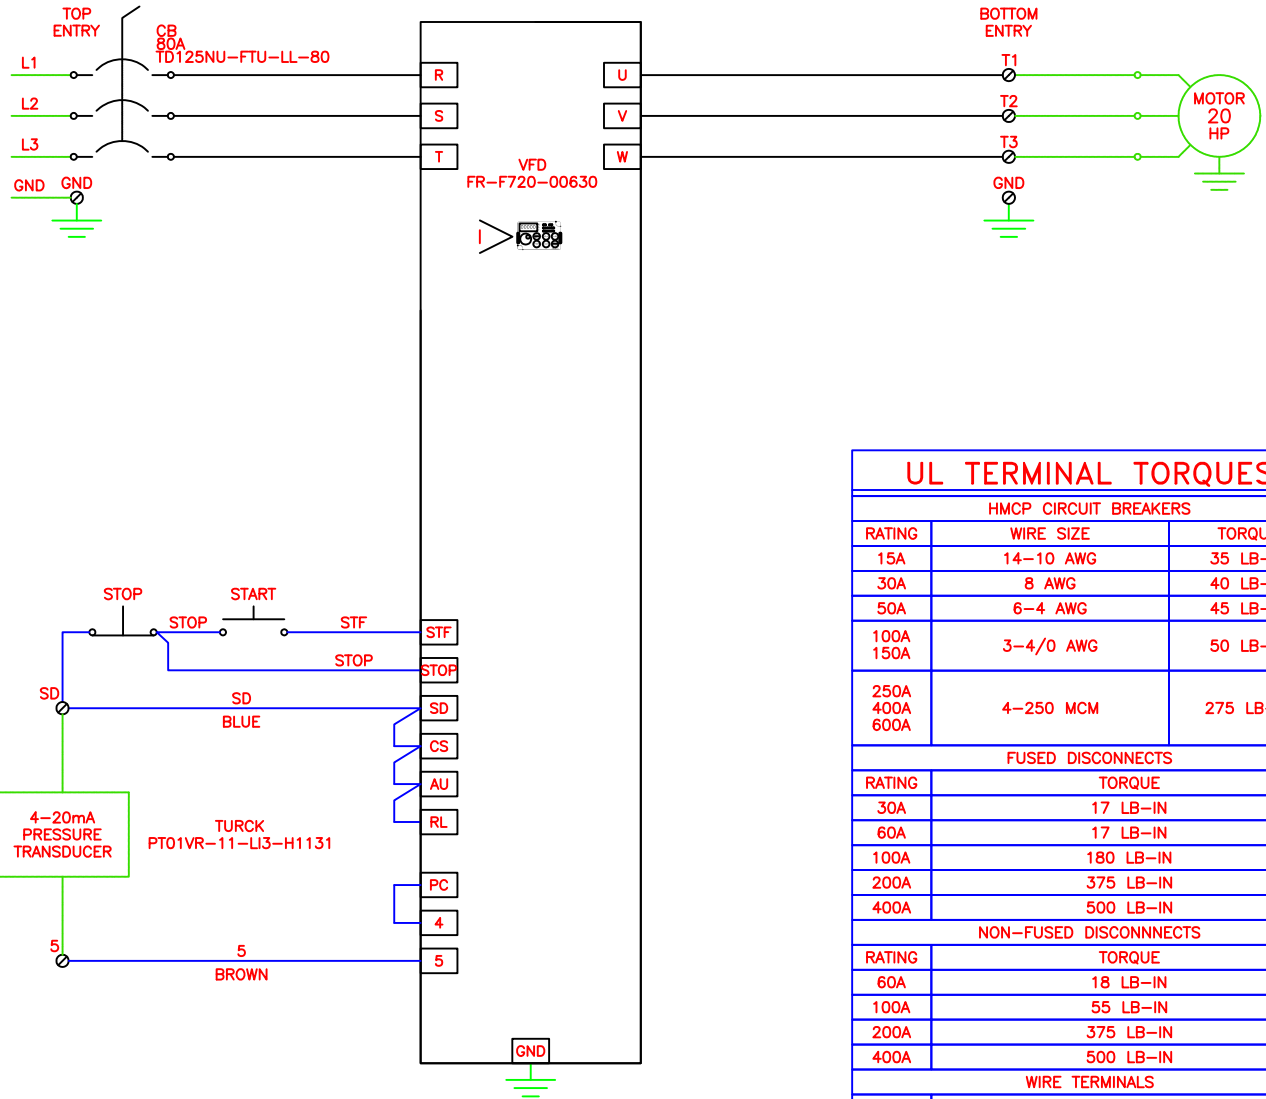 TOP
ENTRY
CB
80A
TD125NU-FTU-LL-80
L1
L2
L3
GND
GND
R
S
T
U
V
W
VFD
FR-F720-00630
BOTTOM
ENTRY
T1
T2
T3
GND
MOTOR
20
HP
STOP
START
STOP
STF
STF
STOP
STOP
SD
SD
SD
BLUE
CS
AU
RL
4-20mA
PRESSURE
TRANSDUCER
TURCK
PT01VR-11-LI3-H1131
PC
4
5
5
5
BROWN
GND
UL TERMINAL TORQUES
HMCP CIRCUIT BREAKERS
RATING WIRE SIZE TORQU
15A 14-10 AWG 35 LB-
30A 8 AWG 40 LB-
50A 6-4 AWG 45 LB-
100A
150A 3-4/0 AWG 50 LB-
250A
400A 4-250 MCM 275 LB-
600A
FUSED DISCONNECTS
RATING TORQUE
30A 17 LB-IN
60A 17 LB-IN
100A 180 LB-IN
200A 375 LB-IN
400A 500 LB-IN
NON-FUSED DISCONNNECTS
RATING TORQUE
60A 18 LB-IN
100A 55 LB-IN
200A 375 LB-IN
400A 500 LB-IN
WIRE TERMINALS